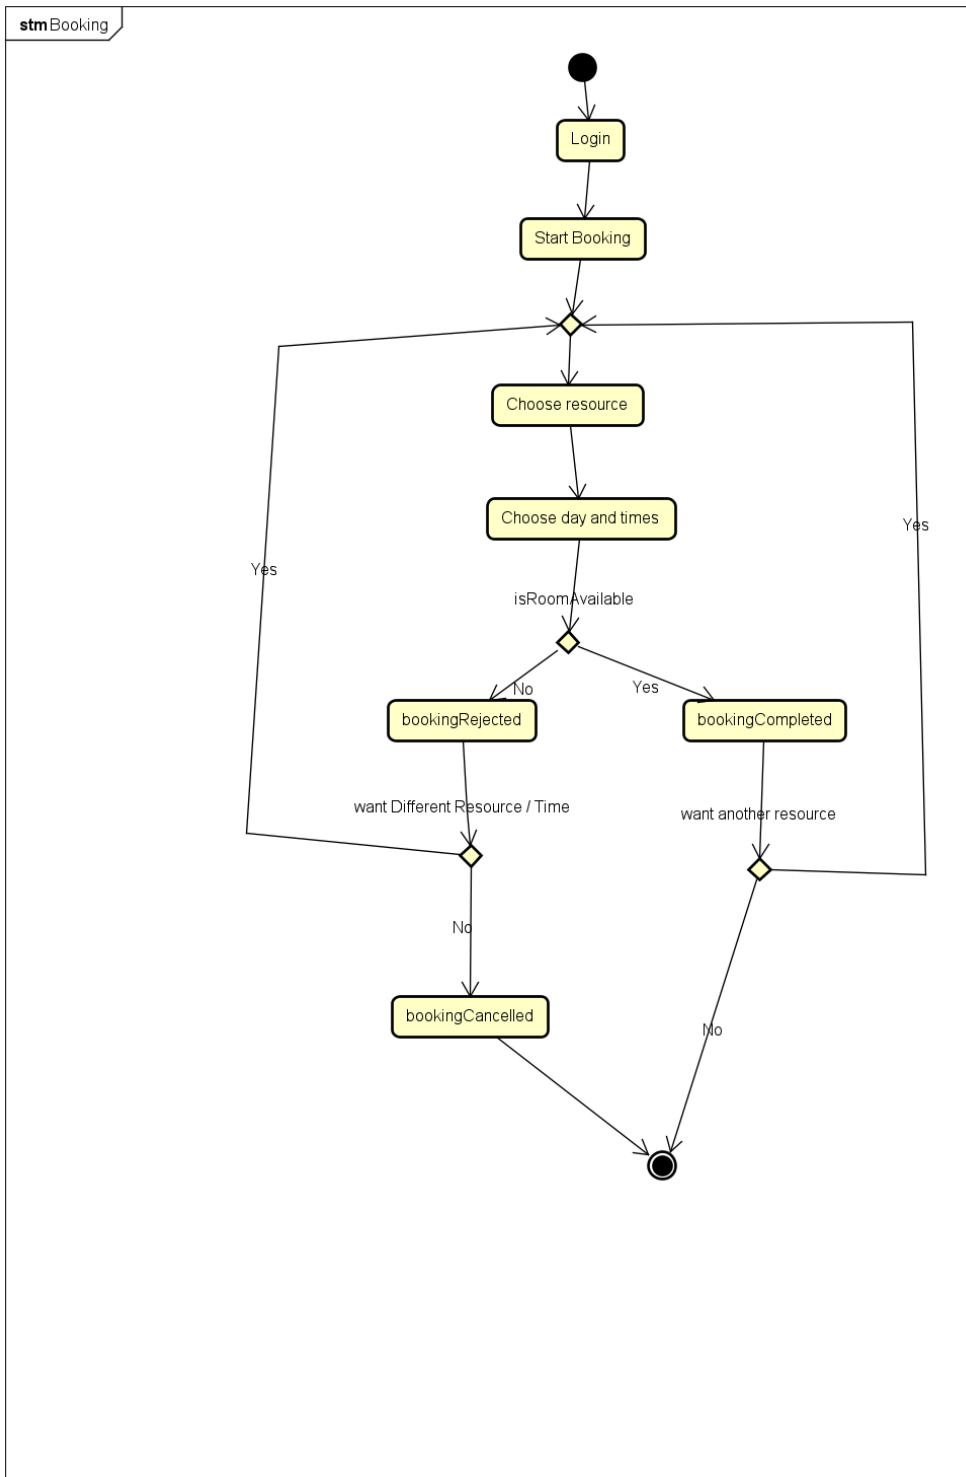 stm Booking
Login
Start Booking
Choose resource
Choose day and times
Yes
Yes
isRoomAvailable
No
Yes
bookingRejected
bookingCompleted
want Different Resource / Time
want another resource
No
bookingCancelled
No